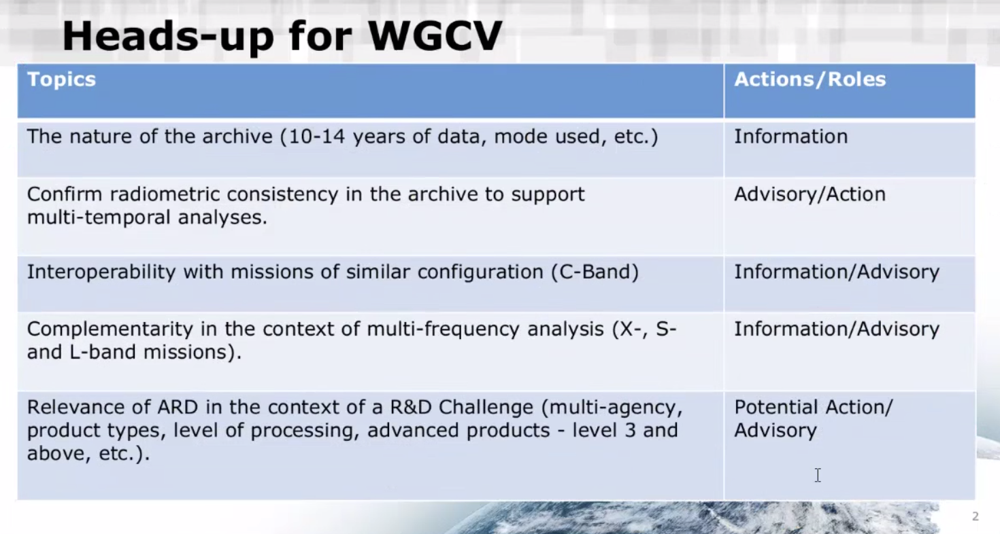 Heads-up for WGCV
Topics
Actions/Roles
The nature of the archive (10-14 years of data, mode used, etc.)
Information
Confirm radiometric consistency in the archive to support
multi-temporal analyses.
Advisory/Action
Interoperability with missions of similar configuration (C-Band)
Information/Advisory
Complementarity in the context of multi-frequency analysis (X-, S-
and L-band missions).
Information/Advisory
Relevance of ARD in the context of a R&D Challenge (multi-agency,
product types, level of processing, advanced products - level 3 and
above, etc.).
Potential Action/
Advisory
2